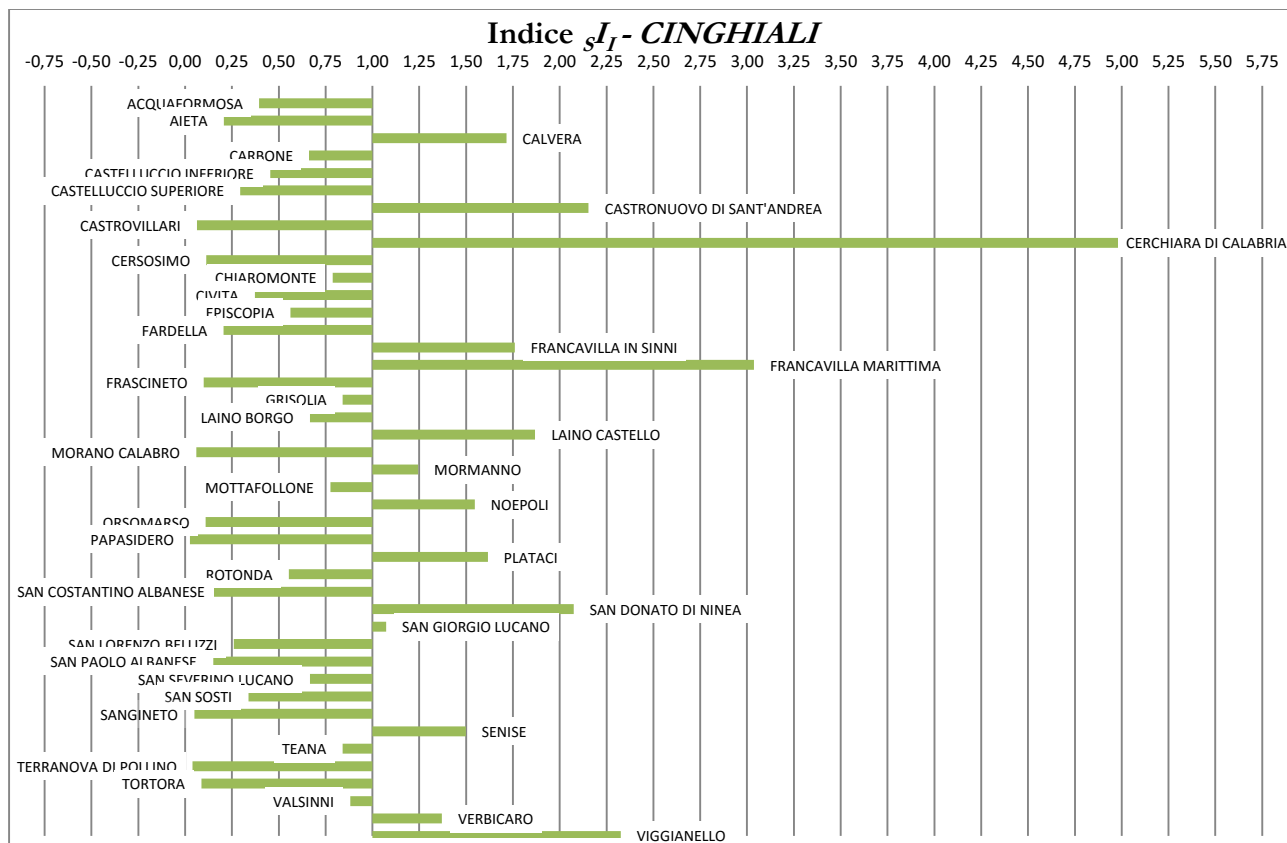 Indice sII - CINGHIALI
-0,75 -0,50 -0,25 0,00 0,25 0,50 0,75 1,00 1,25 1,50 1,75 2,00 2,25 2,50 2,75 3,00 3,25 3,50 3,75 4,00 4,25 4,50 4,75 5,00 5,25 5,50 5,75
ACQUAFORMOSA
AIETA
CALVERA
CARBONE
CASTELLUCCIO INFERIORE
CASTELLUCCIO SUPERIORE
CASTRONUOVO DI SANT'ANDREA
CASTROVILLARI
CERCHIARA DI CALABRIA
CERSOSIMO
CHIAROMONTE
CIVITA
EPISCOPIA
FARDELLA
FRANCAVILLA IN SINNI
FRANCAVILLA MARITTIMA
FRASCINETO
GRISOLIA
LAINO BORGO
LAINO CASTELLO
MORANO CALABRO
MORMANNO
MOTTAFOLLONE
NOEPOLI
ORSOMARSO
PAPASIDERO
PLATACI
ROTONDA
SAN COSTANTINO ALBANESE
SAN DONATO DI NINEA
SAN GIORGIO LUCANO
SAN LORENZO BELLIZZI
SAN PAOLO ALBANESE
SAN SEVERINO LUCANO
SAN SOSTI
SANGINETO
SENISE
TEANA
TERRANOVA DI POLLINO
TORTORA
VALSINNI
VERBICARO
VIGGIANELLO